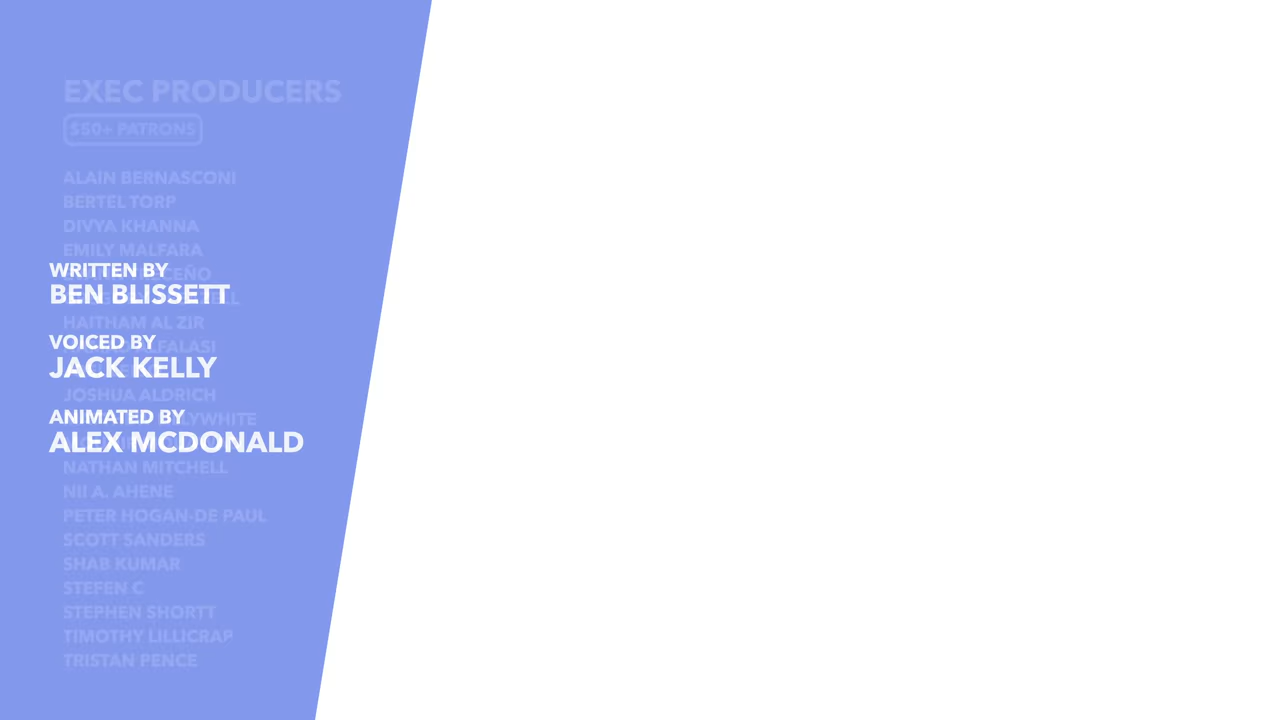 EXEC PRODUCERS
$50+ PATRONS
ALAIN BERNASCONI
BERTEL TORP
DIVYA KHANNA
EMILY MALFARA
WRITTEN BY
BEN BLISSETT
HAITHAM AL ZIR
VOICED BY
JACK KELLY
JOSHUA ALDRICH
ANIMATED BY
ALEX MCDONALD
NATHAN MITCHELL
NII A. AHENE
PETER HOGAN-DE PAUL
SCOTT SANDERS
SHAB KUMAR
STEFEN C
STEPHEN SHORTT
TIMOTHY LILLICRAP
TRISTAN PENCE